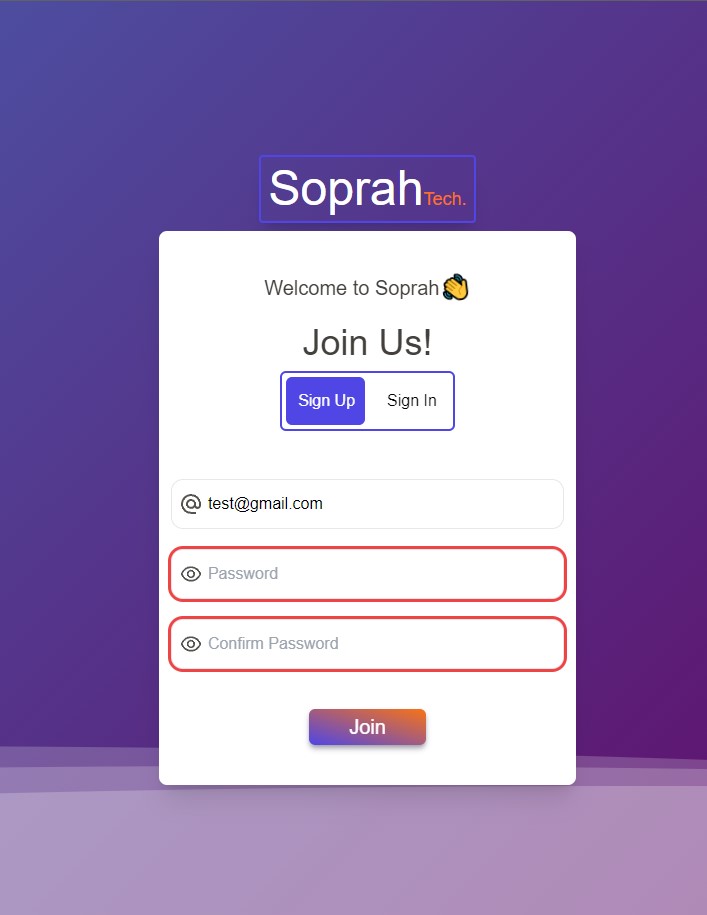 SoprahTech.
Welcome to Soprah👏
Join Us!
Sign Up Sign In
test@gmail.com
Password
Confirm Password
Join